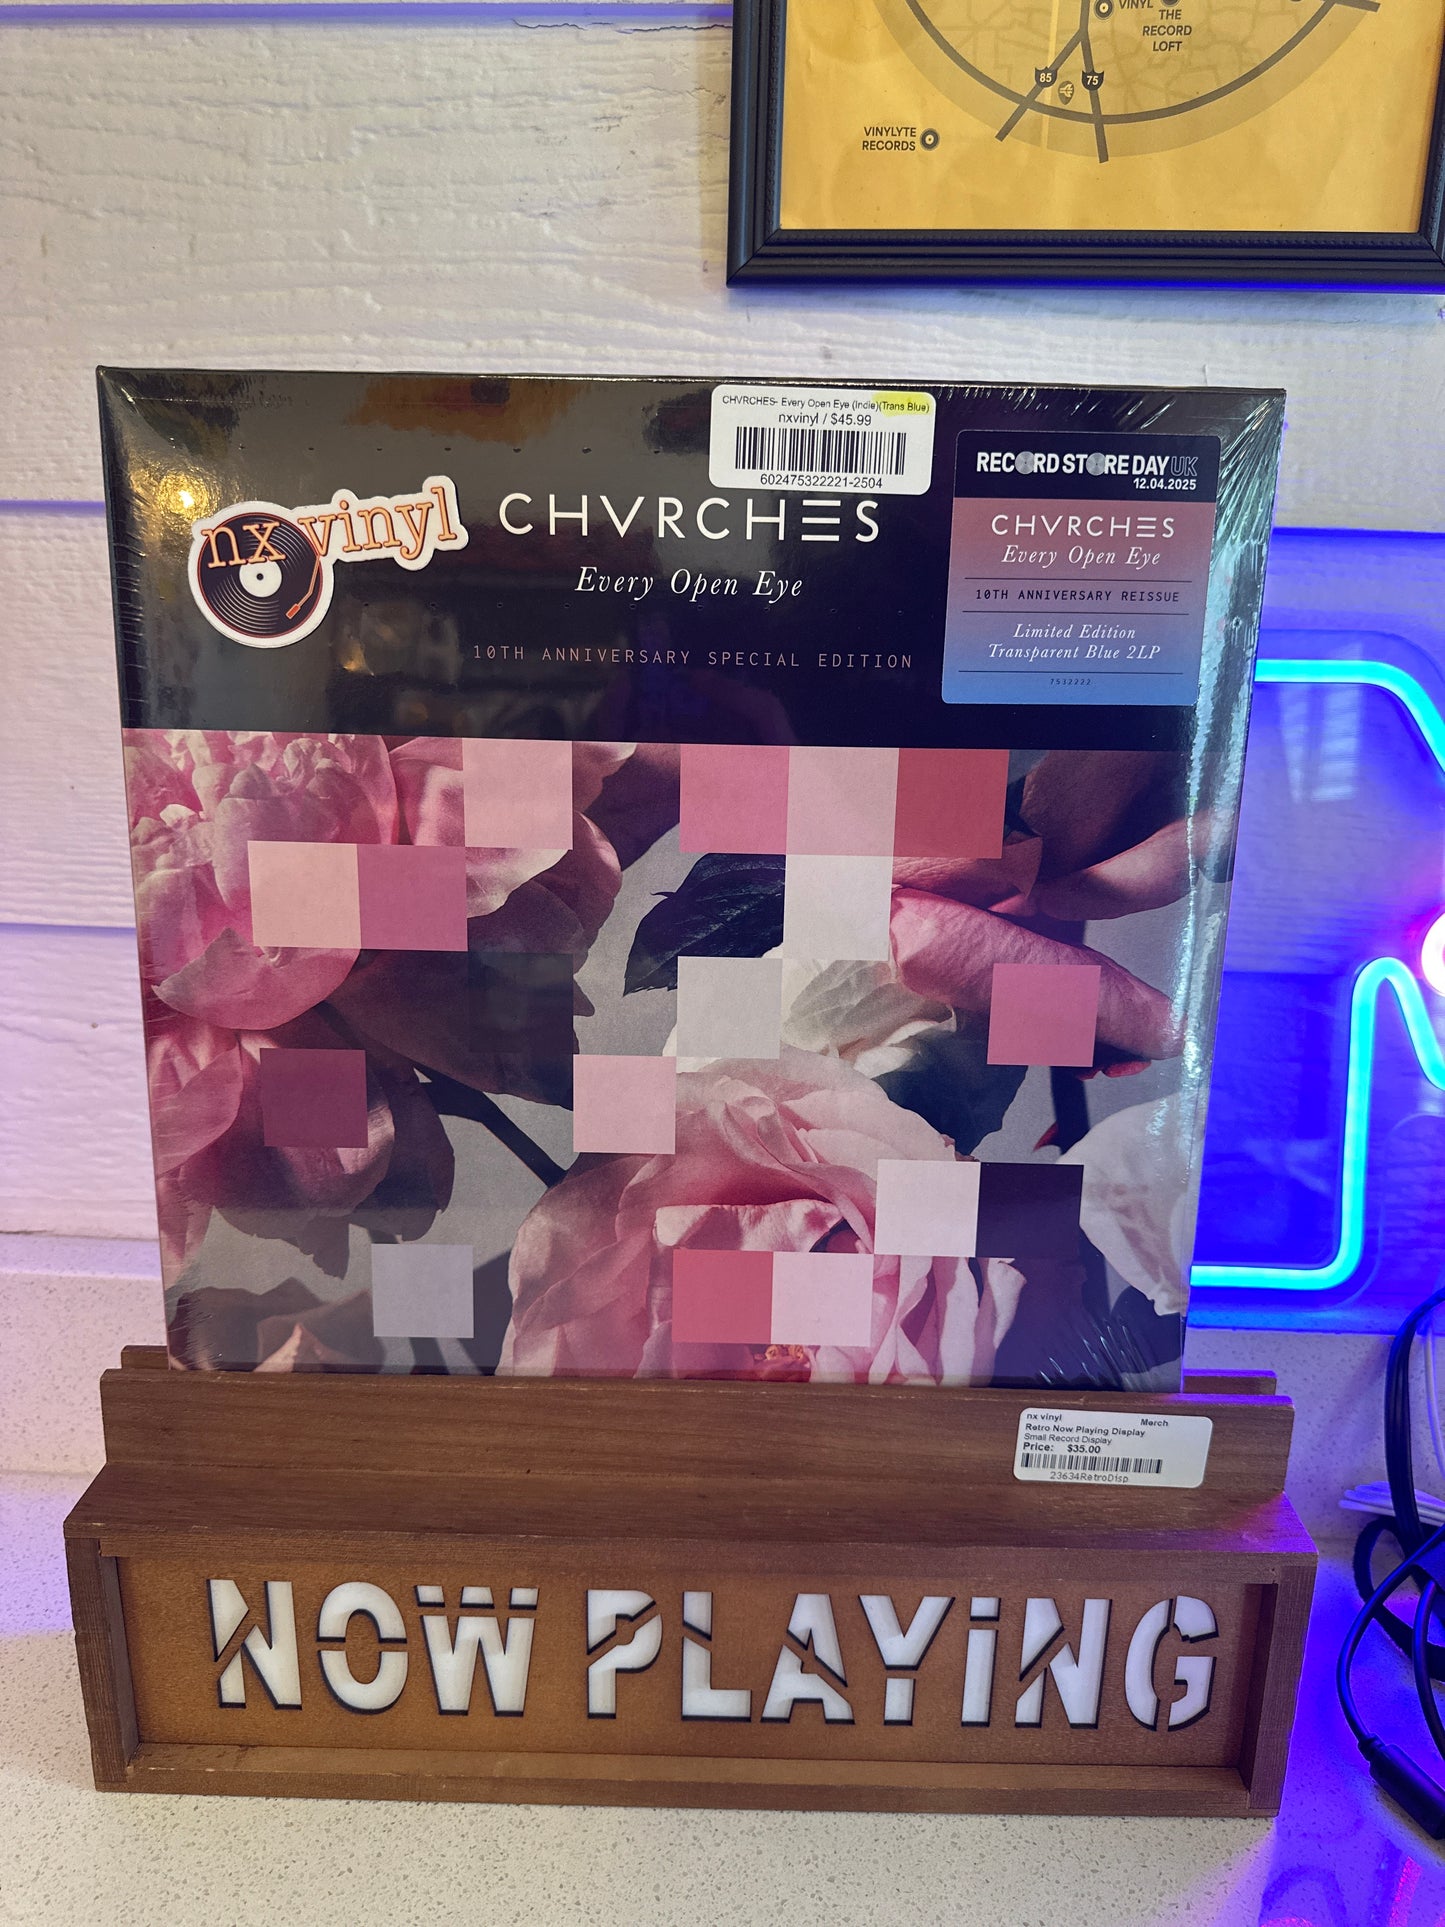 VINYL
THE
RECORD
LOFT
85
75
VINYLYTE
RECORDS
CHVRCHES- Every Open Eye (Indie)(Trans Blue)
nxvinyl / $45.99
602475322221-2504
nx vinyl
CHVRCHES
Every Open Eye
10TH ANNIVERSARY SPECIAL EDITION
RECORD STORE DAY UK
12.04.2025
CHVRCHES
Every Open Eye
10TH ANNIVERSARY REISSUE
Limited Edition
Transparent Blue 2LP
7532222
nx vinyl Merch
Retro Now Playing Display
Small Record Display
Price: $35.00
23634RetroDisp
NOW PLAYiNG